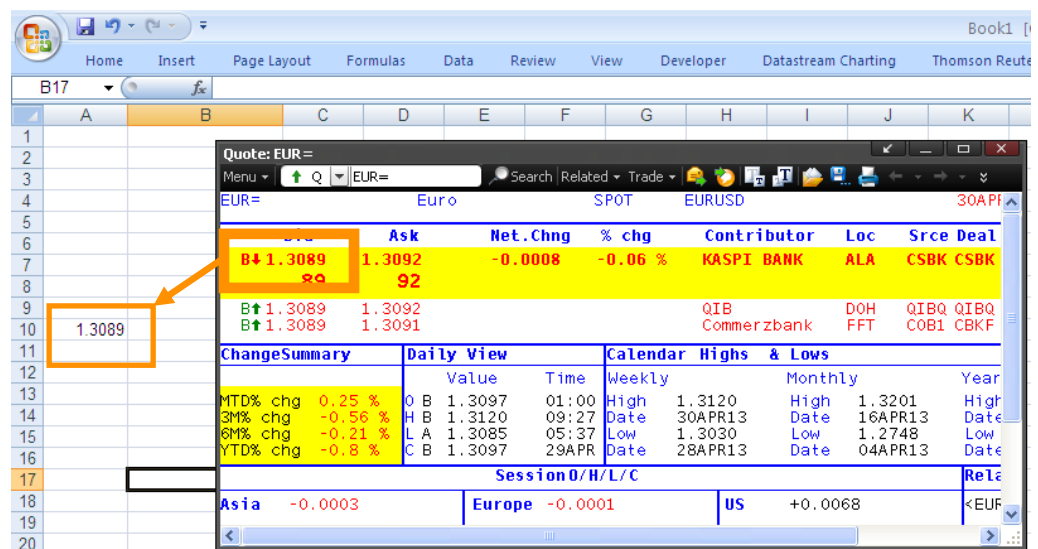 Book1 [
Home Insert Page Layout Formulas Data Review View Developer Datastream Charting Thomson Reute
B17 fx
A B C D E F G H I J K
1
2
Quote: EUR=
3 Menu Q EUR= Search Related Trade
4 EUR= Euro SPOT EURUSD 30AP
5
6 Ask Net.Chng % chg Contributor Loc Srce Deal
7 B↓1.3089 1.3092 -0.0008 -0.06 % KASPI BANK ALA CSBK CSBK
8 89 92
9 B↑1.3089 1.3092 QIB DOH QIBQ QIBQ
10 1.3089 B↑1.3089 1.3091 Commerzbank FFT COB1 CBKF
11 ChangeSummary Daily View Calendar Highs & Lows
12 Value Time Weekly Monthly Year
13 MTD% chg 0.25 % O B 1.3097 01:00 High 1.3120 High 1.3201 High
14 3M% chg -0.56 % H B 1.3120 09:27 Date 30APR13 Date 16APR13 Date
15 6M% chg -0.21 % L A 1.3085 05:37 Low 1.3030 Low 1.2748 Low
16 YTD% chg -0.8 % C B 1.3097 29APR Date 28APR13 Date 04APR13 Date
17 Session O/H/L/C Rela
18 Asia -0.0003 Europe -0.0001 US +0.0068 <EUR
19
20